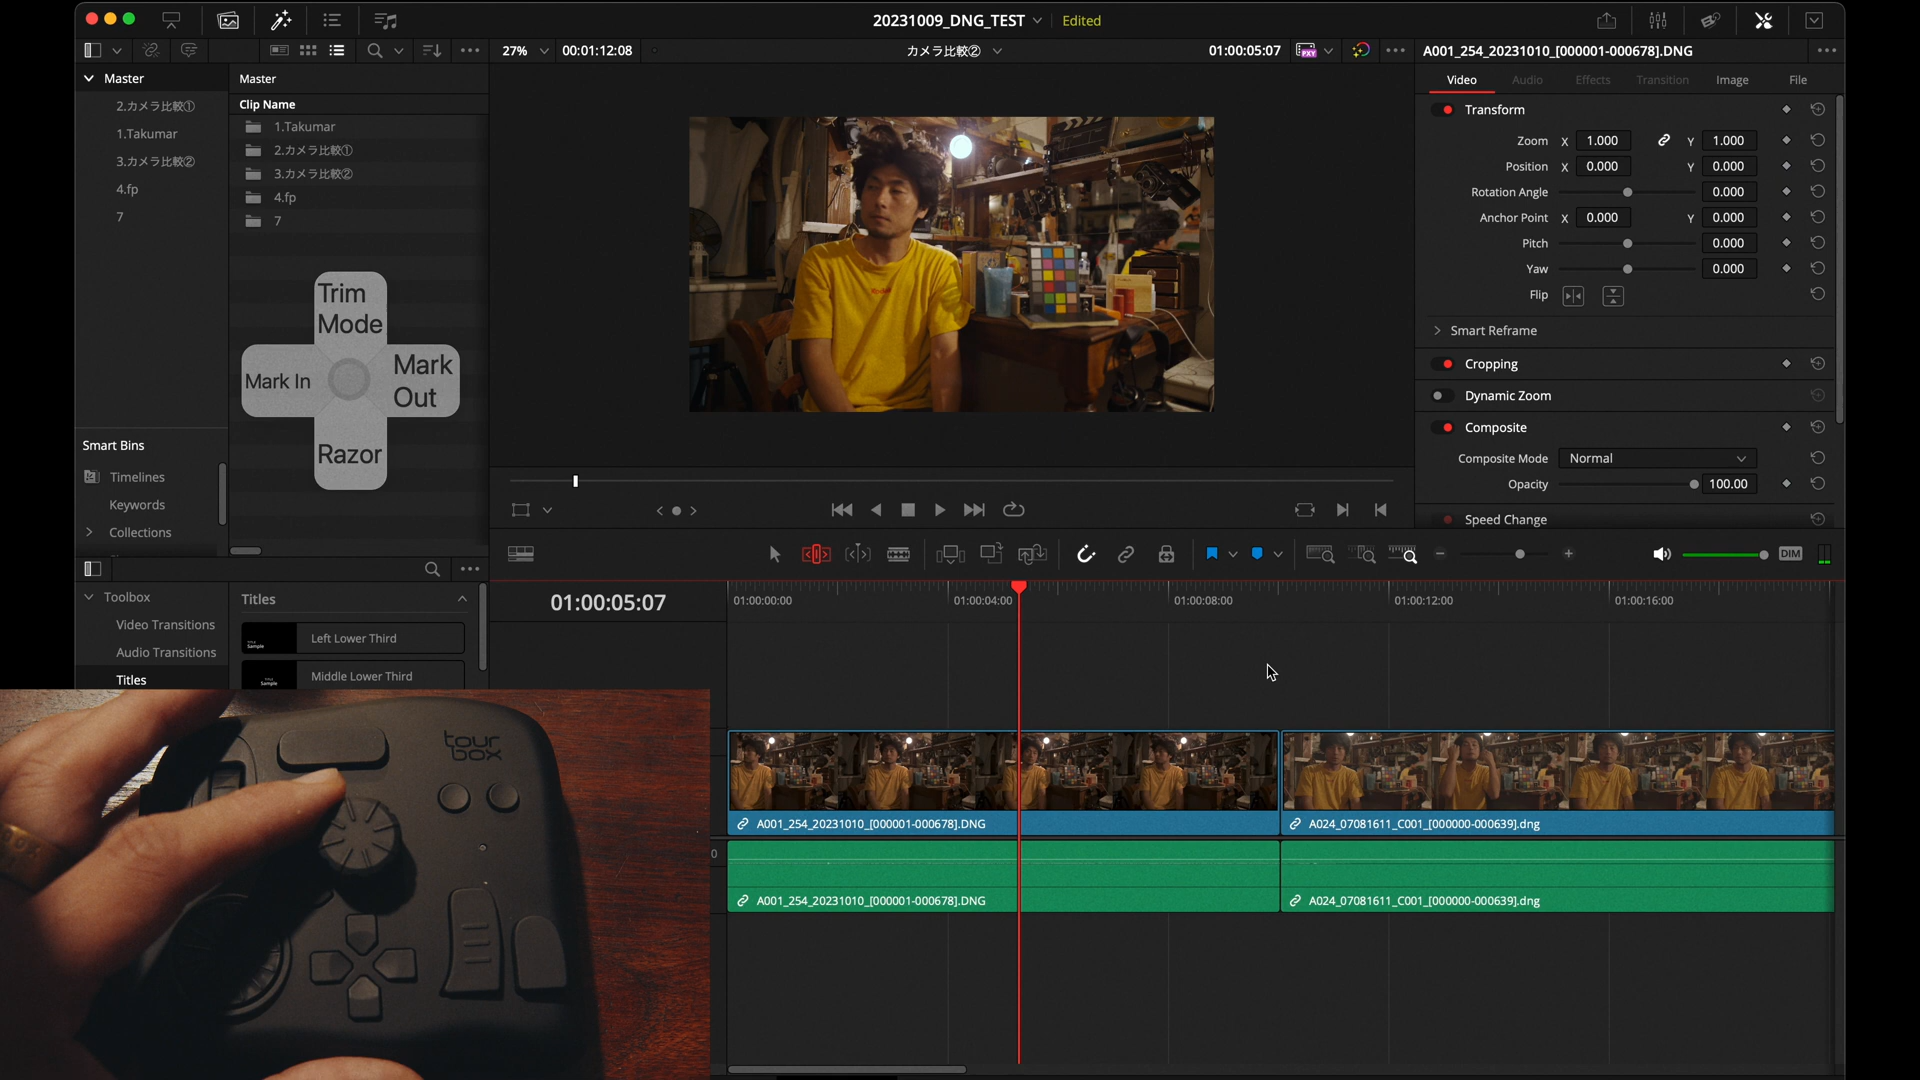 20231009_DNG_TEST Edited
27% 00:01:12:08 カメラ比較② 01:00:05:07 PXY A001_254_20231010_[000001-000678].DNG
Master
2.カメラ比較①
1.Takumar
3.カメラ比較②
4.fp
7
Master
Clip Name
1.Takumar
2.カメラ比較①
3.カメラ比較②
4.fp
7
Trim
Mode
Mark In
Mark
Out
Razor
Smart Bins
Timelines
Keywords
Collections
Video Audio Effects Transition Image File
Transform
Zoom X 1.000 Y 1.000
Position X 0.000 Y 0.000
Rotation Angle 0.000
Anchor Point X 0.000 Y 0.000
Pitch 0.000
Yaw 0.000
Flip
Smart Reframe
Cropping
Dynamic Zoom
Composite
Composite Mode Normal
Opacity 100.00
Speed Change
DIM
Toolbox
Video Transitions
Audio Transitions
Titles
Titles
Sample
Left Lower Third
Sample
Middle Lower Third
01:00:05:07
01:00:00:00 01:00:04:00 01:00:08:00 01:00:12:00 01:00:16:00
A001_254_20231010_[000001-000678].DNG
A024_07081611_C001_[000000-000639].dng
0
A001_254_20231010_[000001-000678].DNG
A024_07081611_C001_[000000-000639].dng
tour
box